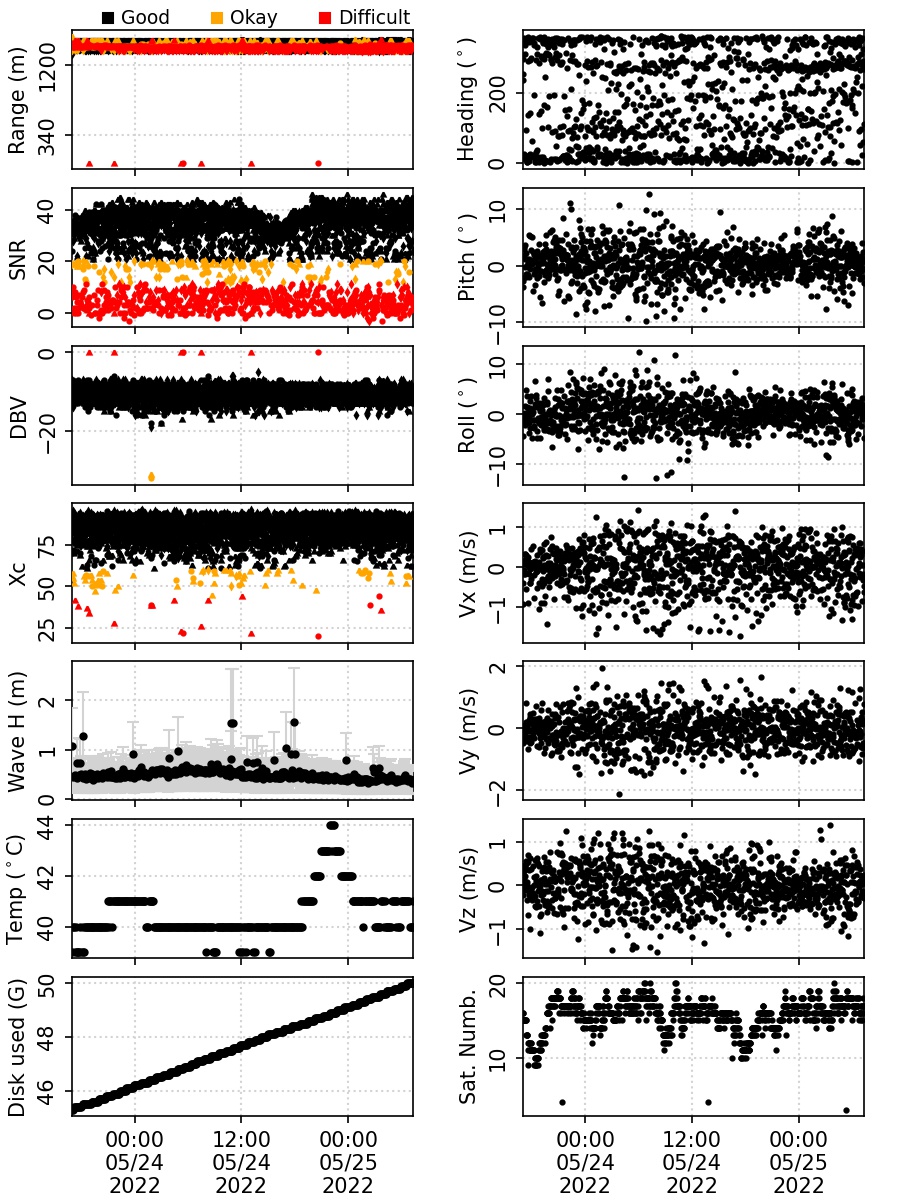 Good Okay Difficult
Range (m)
1200
340
Heading (°)
200
0
SNR
40
20
0
Pitch (°)
10
0
−10
DBV
0
−20
Roll (°)
10
0
−10
Xc
75
50
25
Vx (m/s)
1
0
−1
Wave H (m)
2
1
0
Vy (m/s)
2
0
−2
Temp (°C)
44
42
40
Vz (m/s)
1
0
−1
Disk used (G)
50
48
46
Sat. Numb.
20
10
00:00 12:00 00:00
05/24 05/24 05/25
2022 2022 2022
00:00 12:00 00:00
05/24 05/24 05/25
2022 2022 2022